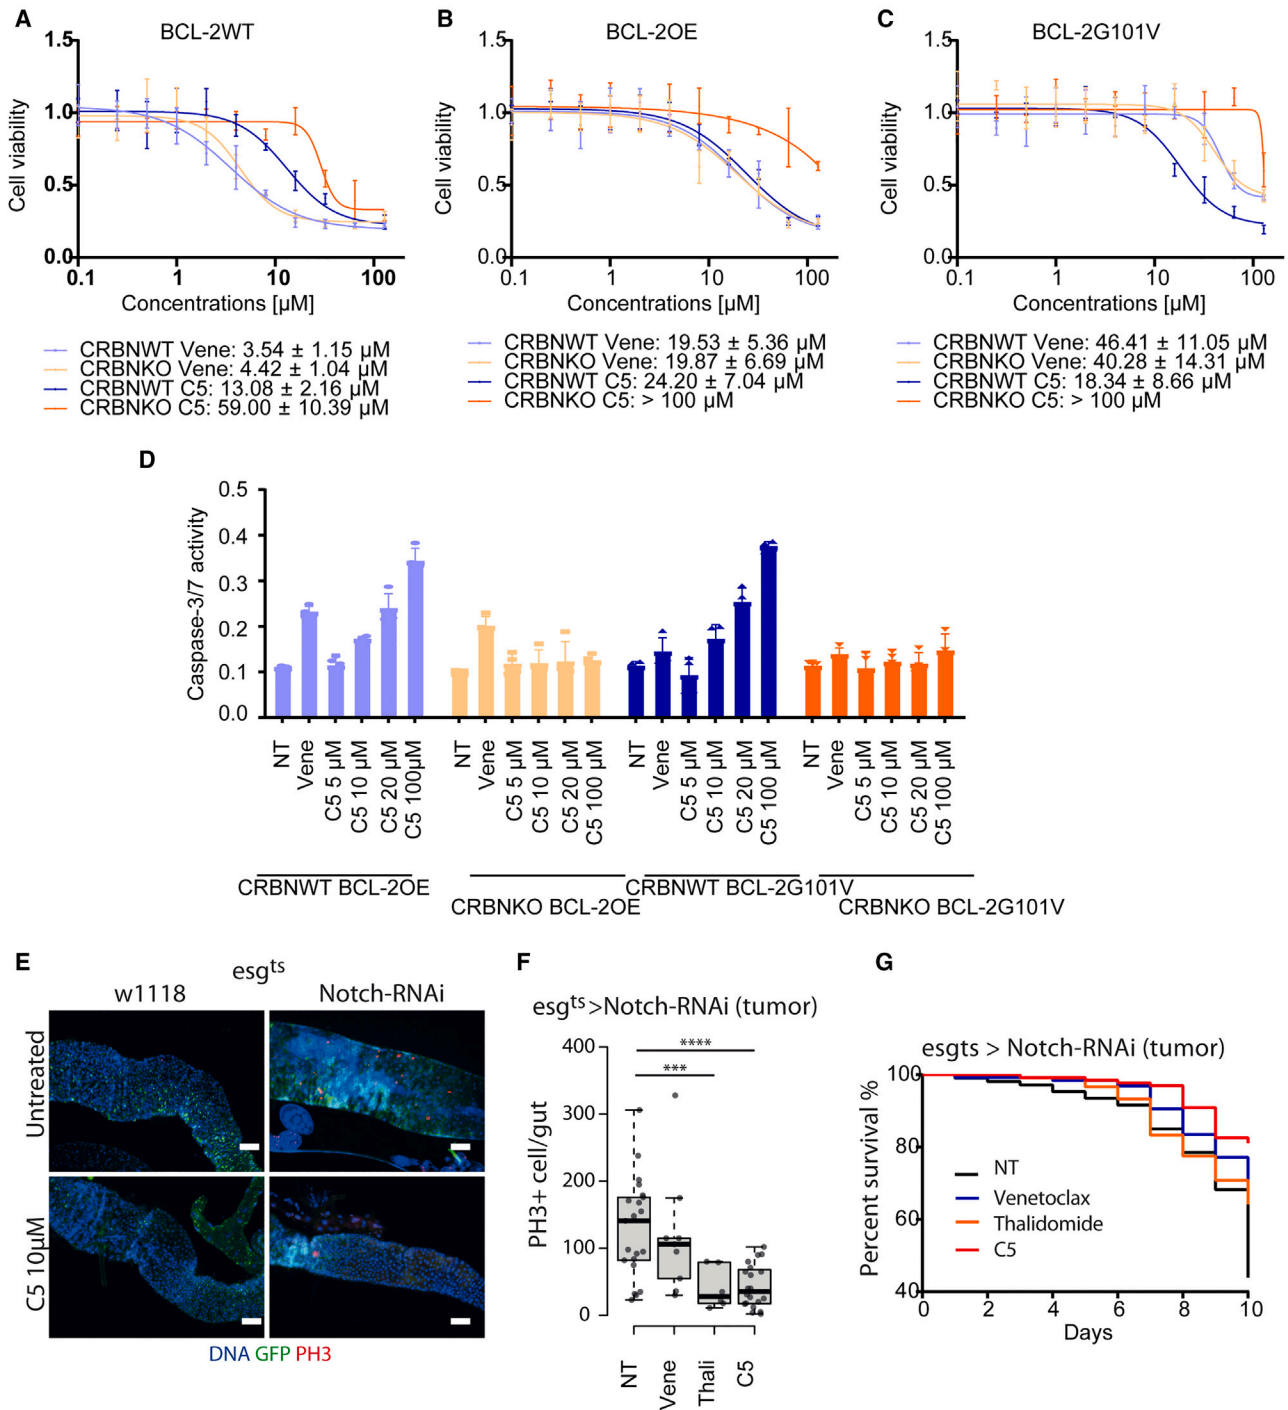 A
BCL-2WT
1.5
1.0
0.5
0.0
Cell viability
0.1 1 10 100
Concentrations [µM]
CRBNWT Vene: 3.54 ± 1.15 µM
CRBNKO Vene: 4.42 ± 1.04 µM
CRBNWT C5: 13.08 ± 2.16 µM
CRBNKO C5: 59.00 ± 10.39 µM
B
BCL-2OE
1.5
1.0
0.5
0.0
Cell viability
0.1 1 10 100
Concentrations [µM]
CRBNWT Vene: 19.53 ± 5.36 µM
CRBNKO Vene: 19.87 ± 6.69 µM
CRBNWT C5: 24.20 ± 7.04 µM
CRBNKO C5: > 100 µM
C
BCL-2G101V
1.5
1.0
0.5
0.0
Cell viability
0.1 1 10 100
Concentrations [µM]
CRBNWT Vene: 46.41 ± 11.05 µM
CRBNKO Vene: 40.28 ± 14.31 µM
CRBNWT C5: 18.34 ± 8.66 µM
CRBNKO C5: > 100 µM
D
0.5
0.4
0.3
0.2
0.1
0.0
Caspase-3/7 activity
NT
Vene
C5 5 µM
C5 10 µM
C5 20 µM
C5 100µM
NT
Vene
C5 5 µM
C5 10 µM
C5 20 µM
C5 100 µM
NT
Vene
C5 5 µM
C5 10 µM
C5 20 µM
C5 100 µM
NT
Vene
C5 5 µM
C5 10 µM
C5 20 µM
C5 100 µM
CRBNWT BCL-2OE
CRBNKO BCL-2OE
CRBNWT BCL-2G101V
CRBNKO BCL-2G101V
E
esgts
w1118 Notch-RNAi
Untreated
C5 10µM
DNA GFP PH3
F
esgts>Notch-RNAi (tumor)
400
300
200
100
0
PH3+ cell/gut
****
***
NT
Vene
Thali
C5
G
esgts > Notch-RNAi (tumor)
100
80
60
40
Percent survival %
NT
Venetoclax
Thalidomide
C5
0 2 4 6 8 10
Days